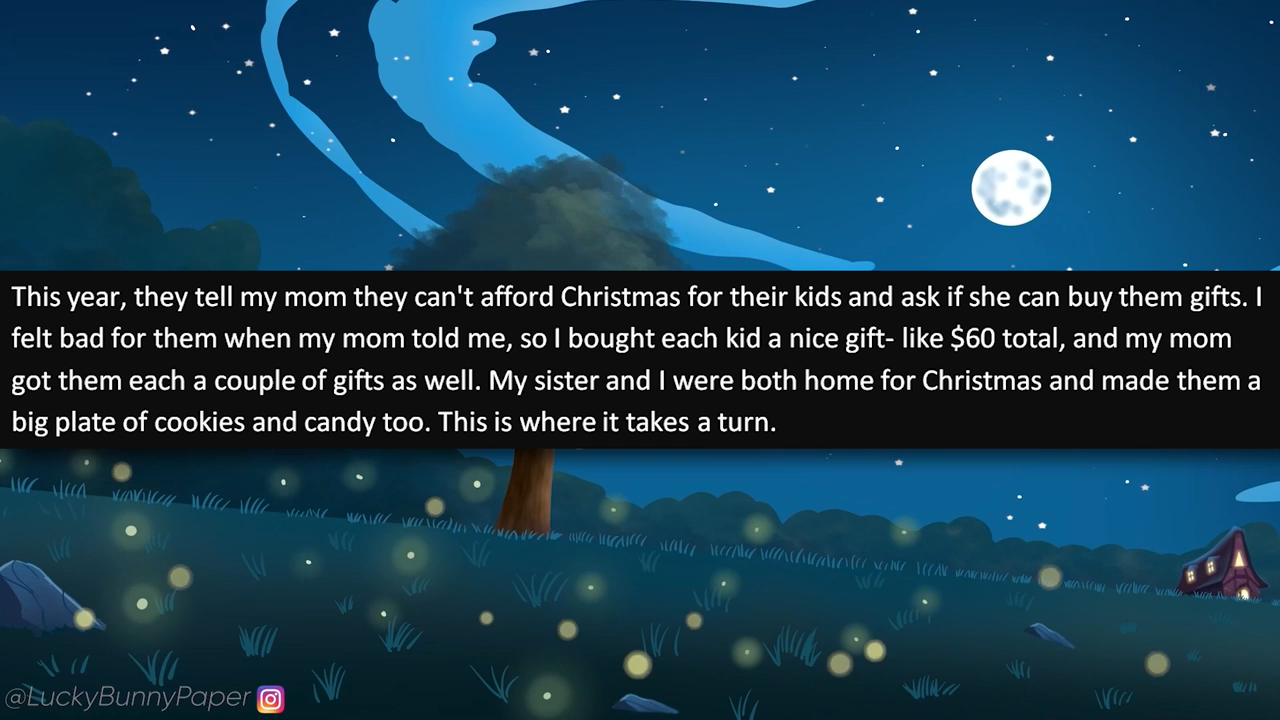 This year, they tell my mom they can't afford Christmas for their kids and ask if she can buy them gifts. I
felt bad for them when my mom told me, so I bought each kid a nice gift- like $60 total, and my mom
got them each a couple of gifts as well. My sister and I were both home for Christmas and made them a
big plate of cookies and candy too. This is where it takes a turn.
@LuckyBunnyPaper